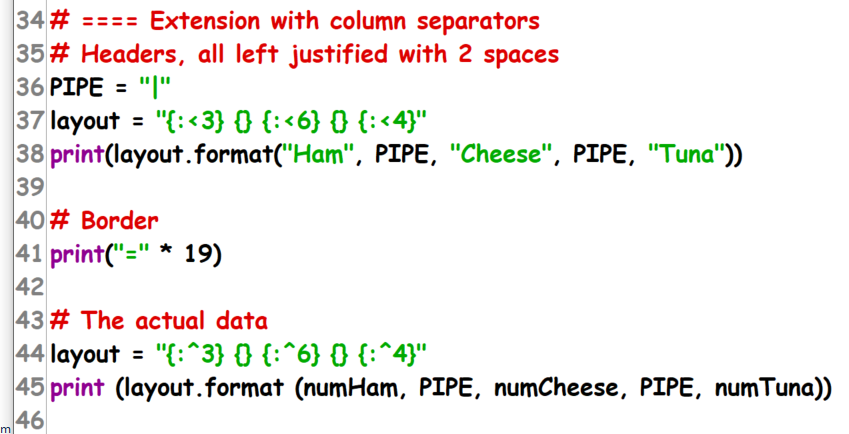 34 # ==== Extension with column separators
35 # Headers, all left justified with 2 spaces
36 PIPE = "|"
37 layout = "{:<3} {} {:<6} {} {:<4}"
38 print(layout.format("Ham", PIPE, "Cheese", PIPE, "Tuna"))
39
40 # Border
41 print("=" * 19)
42
43 # The actual data
44 layout = "{:^3} {} {:^6} {} {:^4}"
45 print (layout.format (numHam, PIPE, numCheese, PIPE, numTuna))
46
m